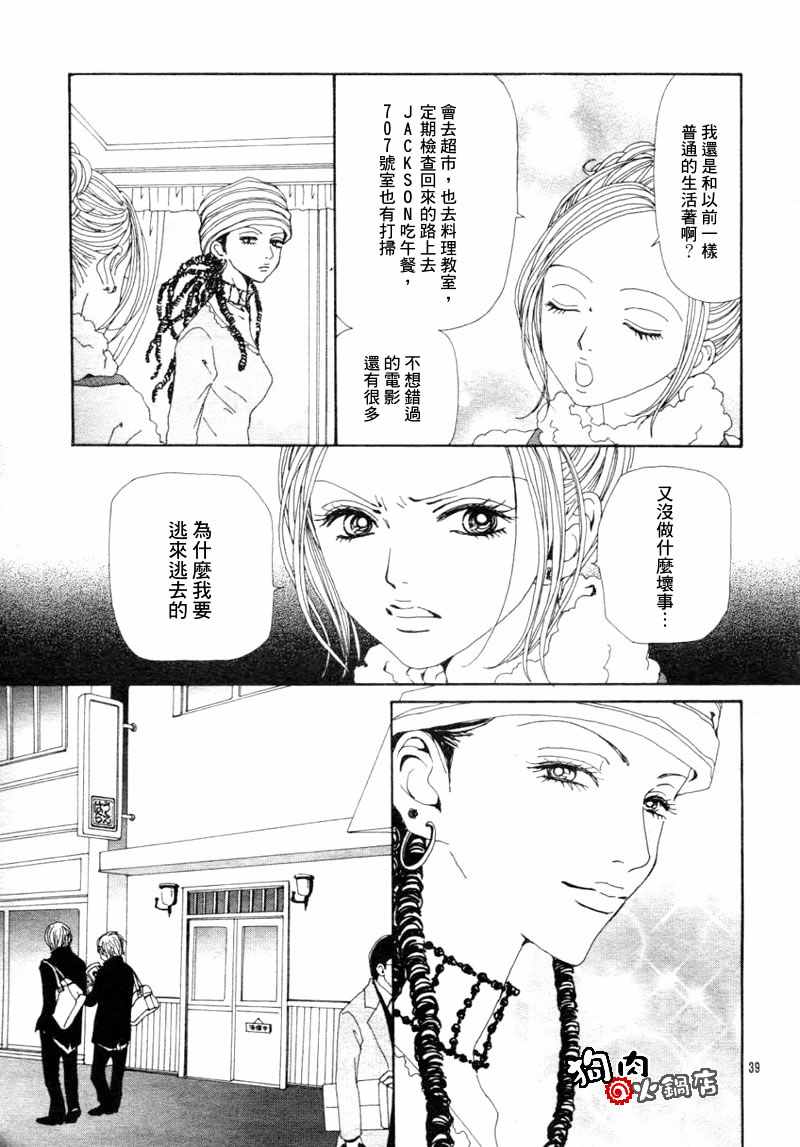 我還是和以前一樣
普通的生活著啊?
會去超市，也去料理教室，
定期檢查回來的路上去
JACKSON吃午餐，
707號室也有打掃
不想錯過
的電影
還有很多
又沒做什麼壞事…
為什麼我要
逃來逃去的
準備中
39
狗肉
火鍋店